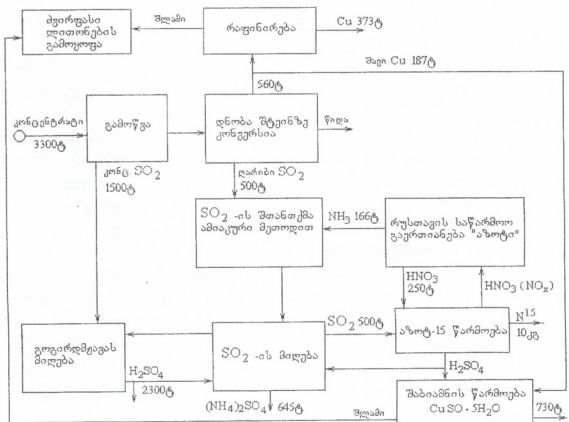 შლამი
ძვირფასი
ლითონების
გამოყოფა
რაფინირება
Cu 373ტ
შავი Cu 187ტ
560ტ
კონცენტრატი
3300ტ
გამოწვა
დნობა შტეინზე
კონვერსია
წიდა
კონც. SO2
1500ტ
ღარიბი SO2
500ტ
SO2 -ის შთანთქმა
ამიაკური მეთოდით
NH3 166ტ
რუსთავის საწარმოო
გაერთიანება "აზოტი"
HNO3
250ტ
HNO3 (NOx)
გოგირდმჟავას
მიღება
SO2 -ის მიღება
SO2 500ტ
აზოტ-15 წარმოება
N15
10კგ
H2SO4
2300ტ
H2SO4
(NH4)2SO4
645ტ
შლამი
შაბიამნის წარმოება
CuSO · 5H2O
730ტ